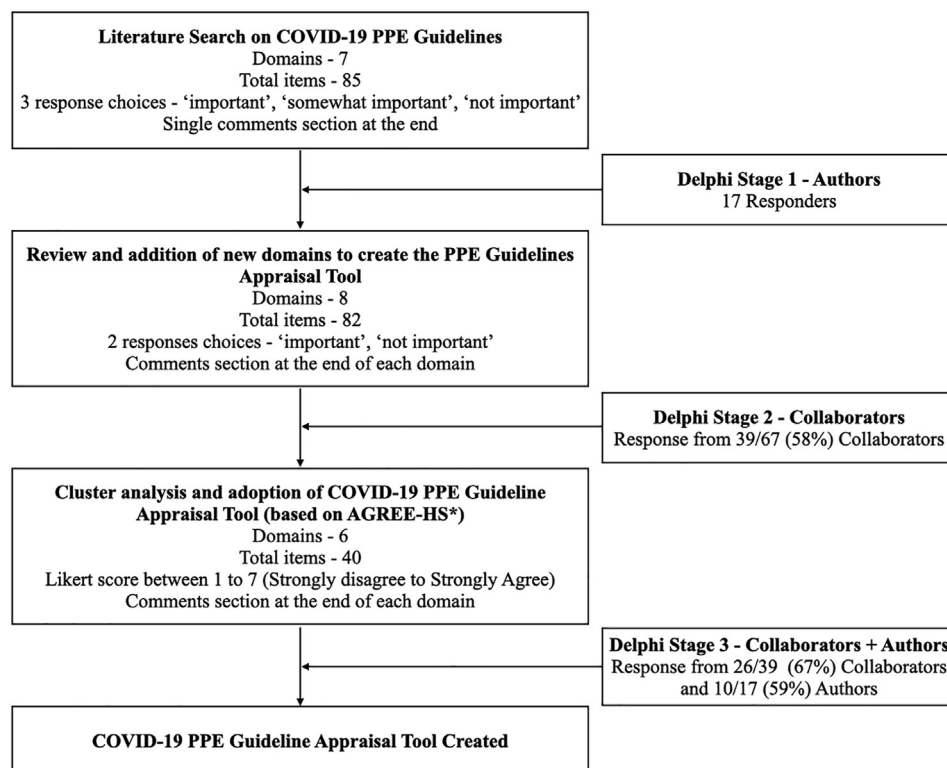 Literature Search on COVID-19 PPE Guidelines
Domains - 7
Total items - 85
3 response choices - ‘important’, ‘somewhat important’, ‘not important’
Single comments section at the end
Delphi Stage 1 - Authors
17 Responders
Review and addition of new domains to create the PPE Guidelines
Appraisal Tool
Domains - 8
Total items - 82
2 responses choices - ‘important’, ‘not important’
Comments section at the end of each domain
Delphi Stage 2 - Collaborators
Response from 39/67 (58%) Collaborators
Cluster analysis and adoption of COVID-19 PPE Guideline
Appraisal Tool (based on AGREE-HS*)
Domains - 6
Total items - 40
Likert score between 1 to 7 (Strongly disagree to Strongly Agree)
Comments section at the end of each domain
Delphi Stage 3 - Collaborators + Authors
Response from 26/39 (67%) Collaborators
and 10/17 (59%) Authors
COVID-19 PPE Guideline Appraisal Tool Created